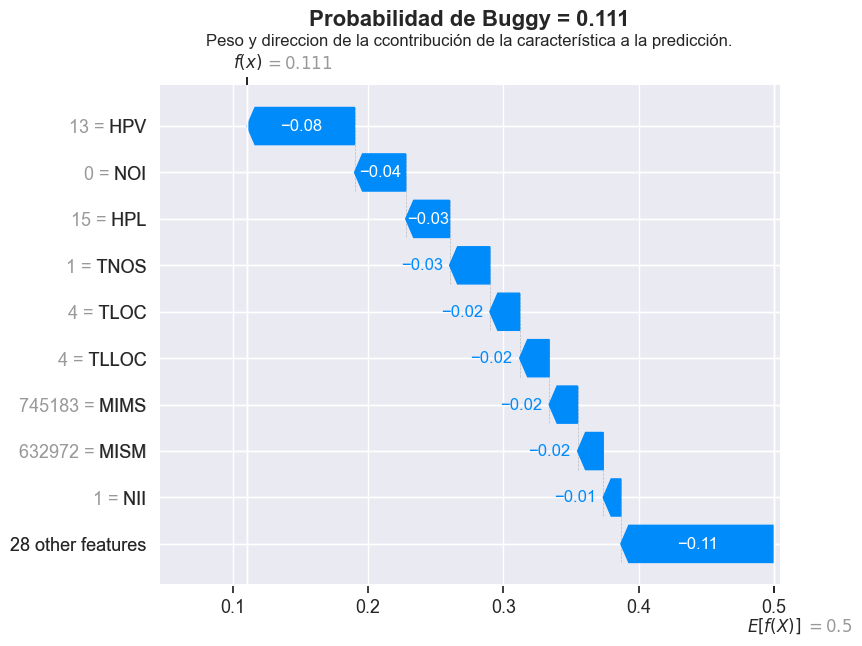 Probabilidad de Buggy = 0.111
Peso y direccion de la ccontribución de la característica a la predicción.
f(x) = 0.111
13 = HPV −0.08
0 = NOI −0.04
15 = HPL −0.03
1 = TNOS −0.03
4 = TLOC −0.02
4 = TLLOC −0.02
745183 = MIMS −0.02
632972 = MISM −0.02
1 = NII −0.01
28 other features −0.11
0.1 0.2 0.3 0.4 0.5
E[f(X)] = 0.5